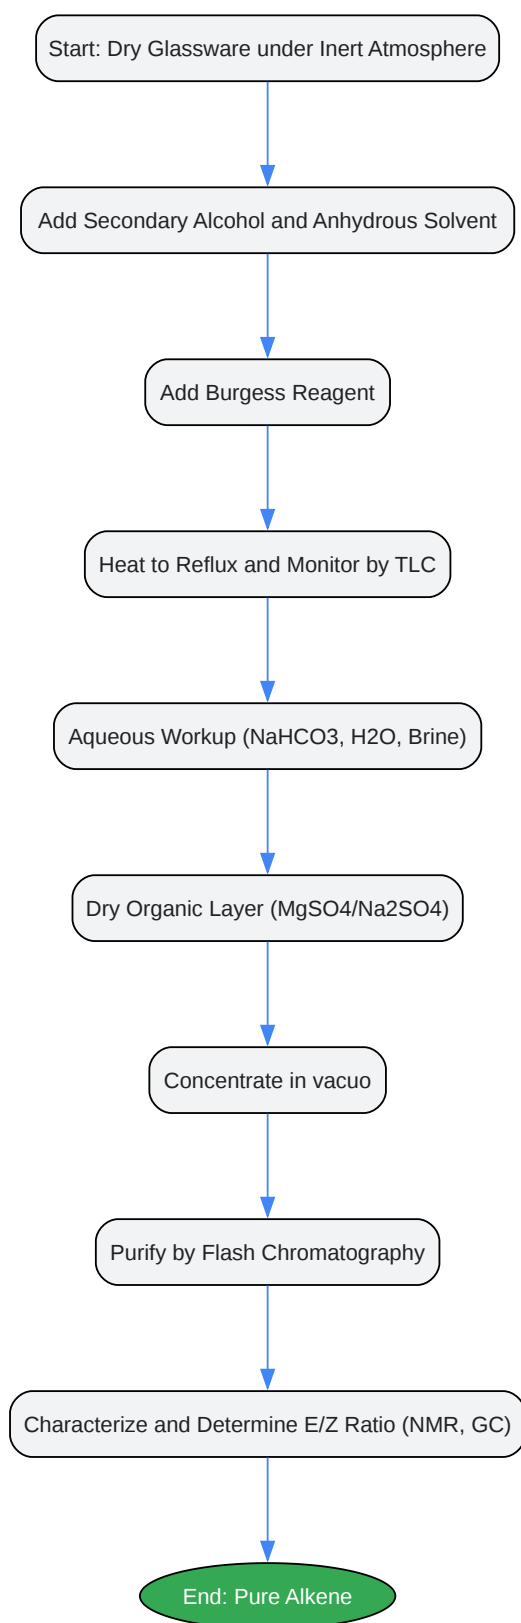 Start: Dry Glassware under Inert Atmosphere
Add Secondary Alcohol and Anhydrous Solvent
Add Burgess Reagent
Heat to Reflux and Monitor by TLC
Aqueous Workup (NaHCO3, H2O, Brine)
Dry Organic Layer (MgSO4/Na2SO4)
Concentrate in vacuo
Purify by Flash Chromatography
Characterize and Determine E/Z Ratio (NMR, GC)
End: Pure Alkene